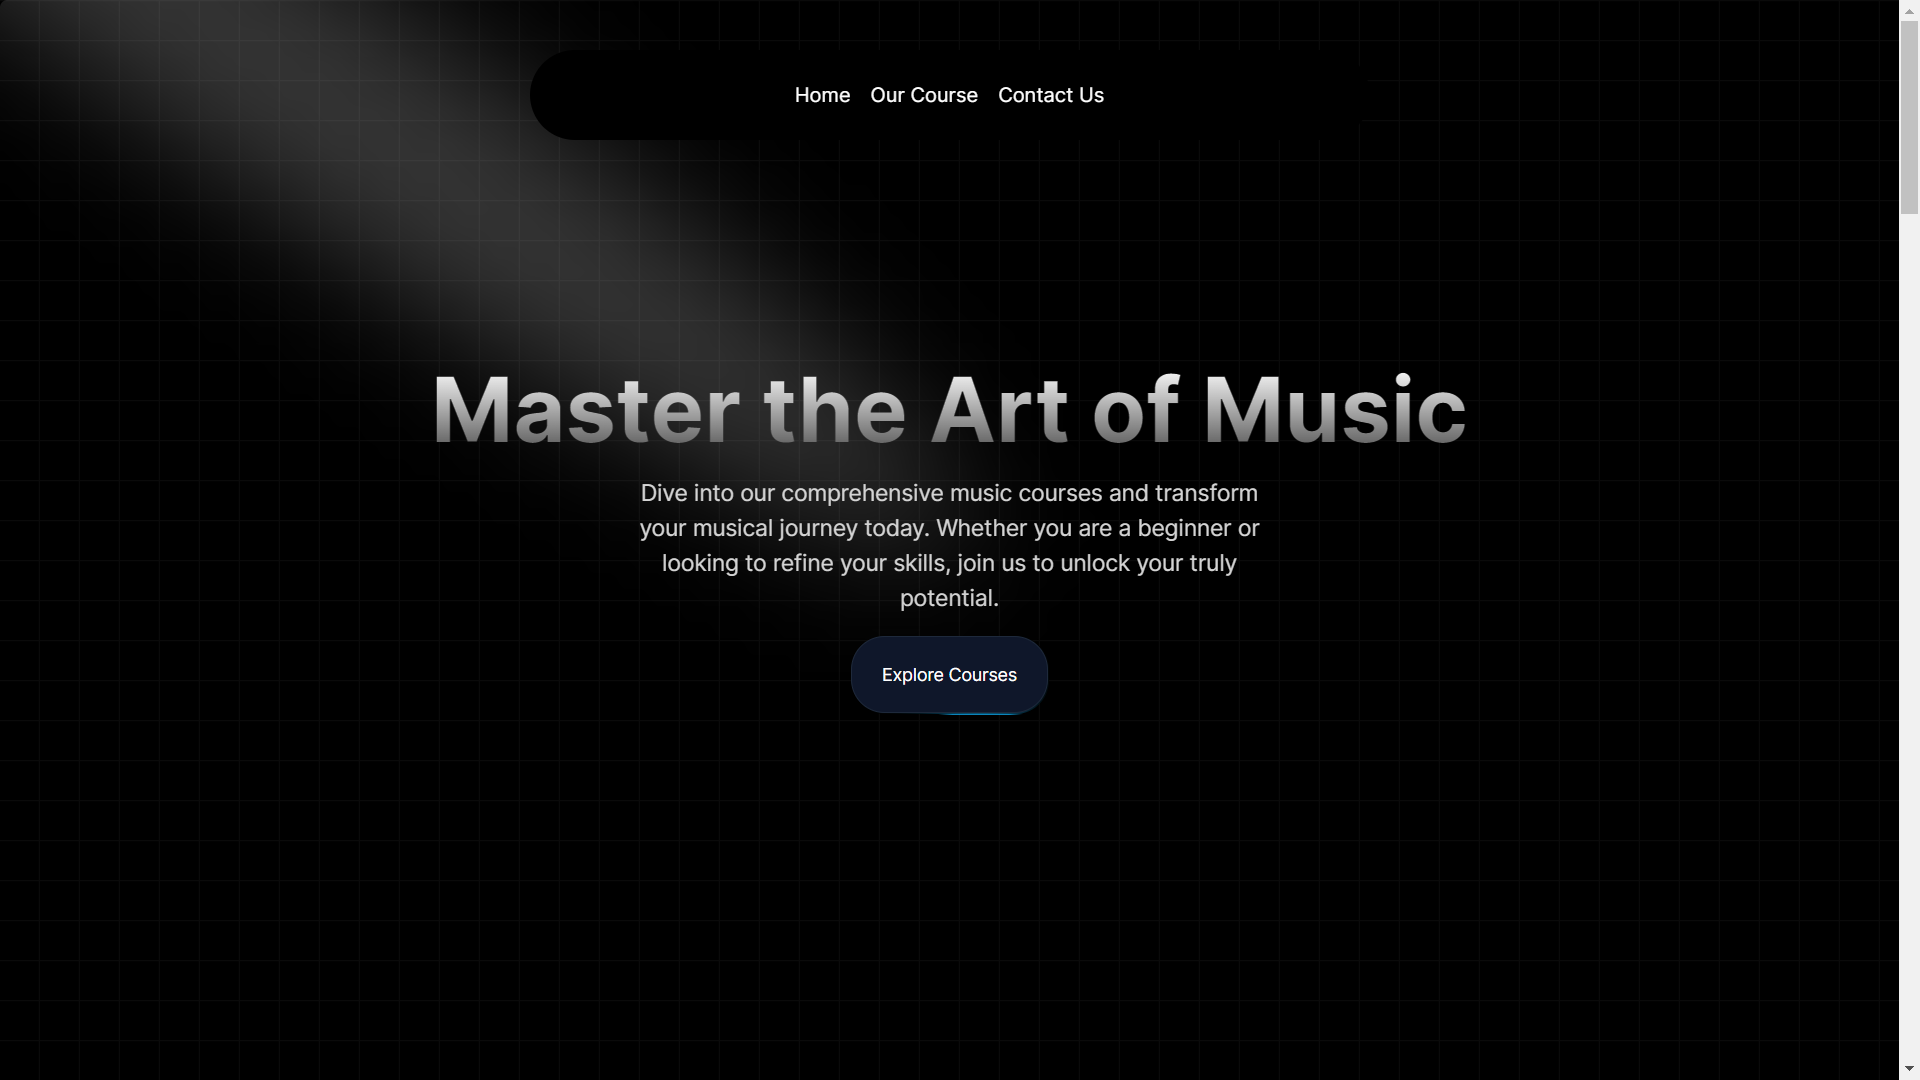 Home Our Course Contact Us
Master the Art of Music
Dive into our comprehensive music courses and transform
your musical journey today. Whether you are a beginner or
looking to refine your skills, join us to unlock your truly
potential.
Explore Courses